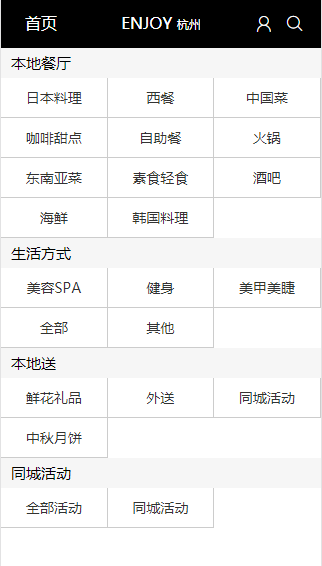 首页 ENJOY 杭州
本地餐厅
日本料理 西餐 中国菜
咖啡甜点 自助餐 火锅
东南亚菜 素食轻食 酒吧
海鲜 韩国料理
生活方式
美容SPA 健身 美甲美睫
全部 其他
本地送
鲜花礼品 外送 同城活动
中秋月饼
同城活动
全部活动 同城活动